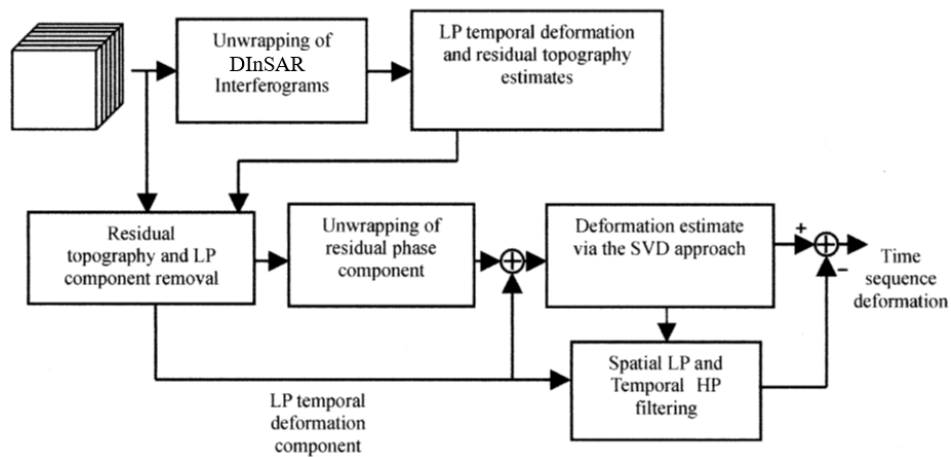 Unwrapping of
DInSAR
Interferograms
LP temporal deformation
and residual topography
estimates
Residual
topography and LP
component removal
Unwrapping of
residual phase
component
Deformation estimate
via the SVD approach
+
−
Time
sequence
deformation
Spatial LP and
Temporal HP
filtering
LP temporal
deformation
component